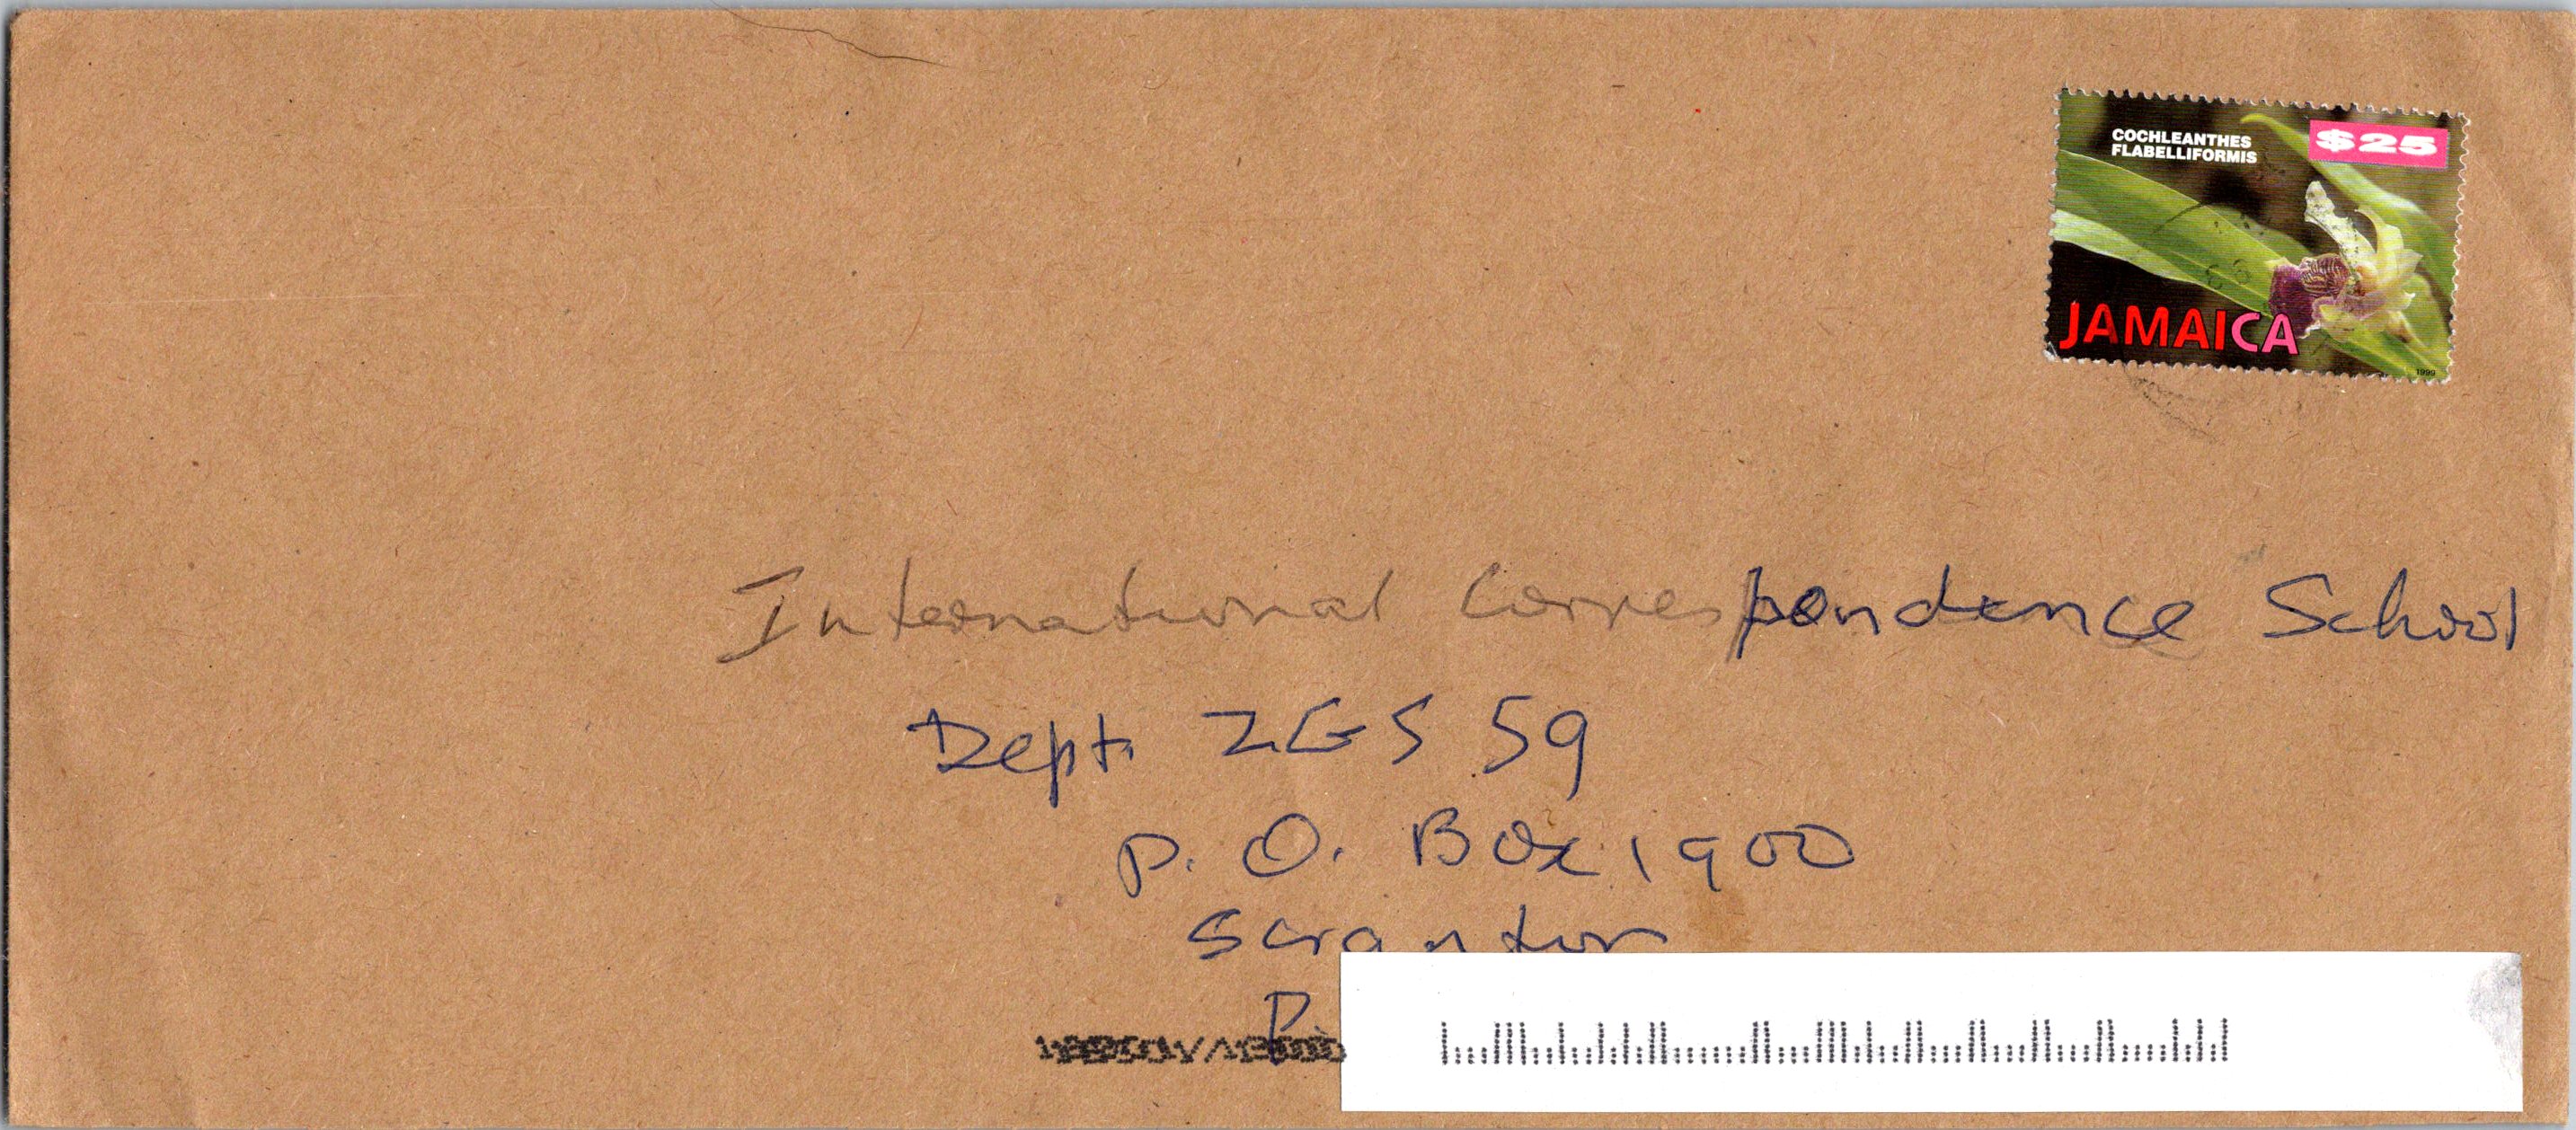 COCHLEANTHES
FLABELLIFORMIS
$25
JAMAICA
1999
International Correspondence School
Dept. ZGS 59
P. O. Box 1900
Scranton
P